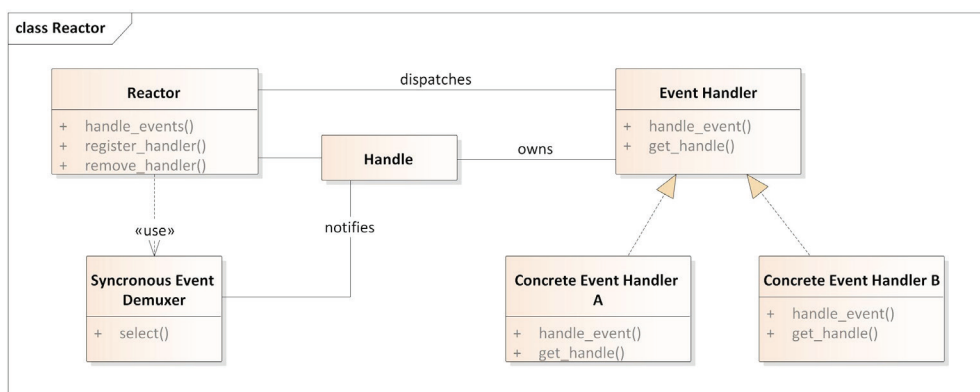 class Reactor
Reactor
+ handle_events()
+ register_handler()
+ remove_handler()
dispatches
Event Handler
+ handle_event()
+ get_handle()
Handle
owns
notifies
«use»
Syncronous Event
Demuxer
+ select()
Concrete Event Handler
A
+ handle_event()
+ get_handle()
Concrete Event Handler B
+ handle_event()
+ get_handle()